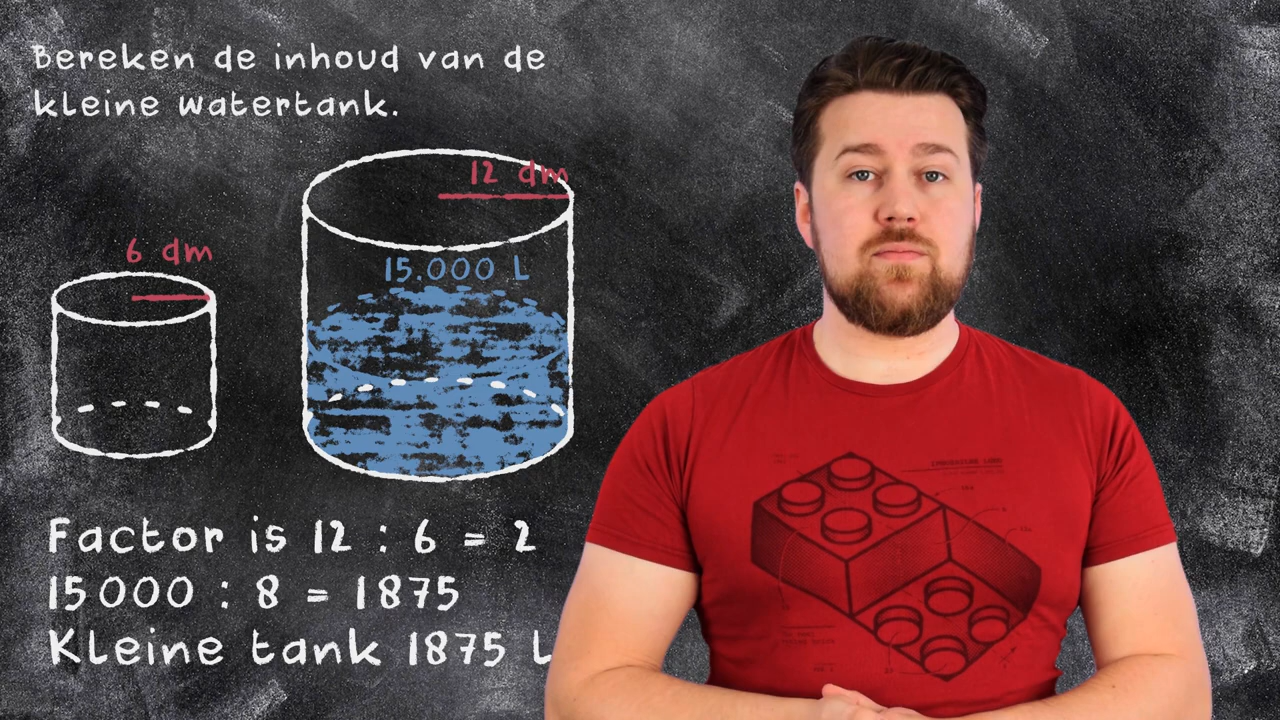 Bereken de inhoud van de
kleine watertank.
12 dm
6 dm
15.000 L
Factor is 12 : 6 = 2
15000 : 8 = 1875
Kleine tank 1875 L